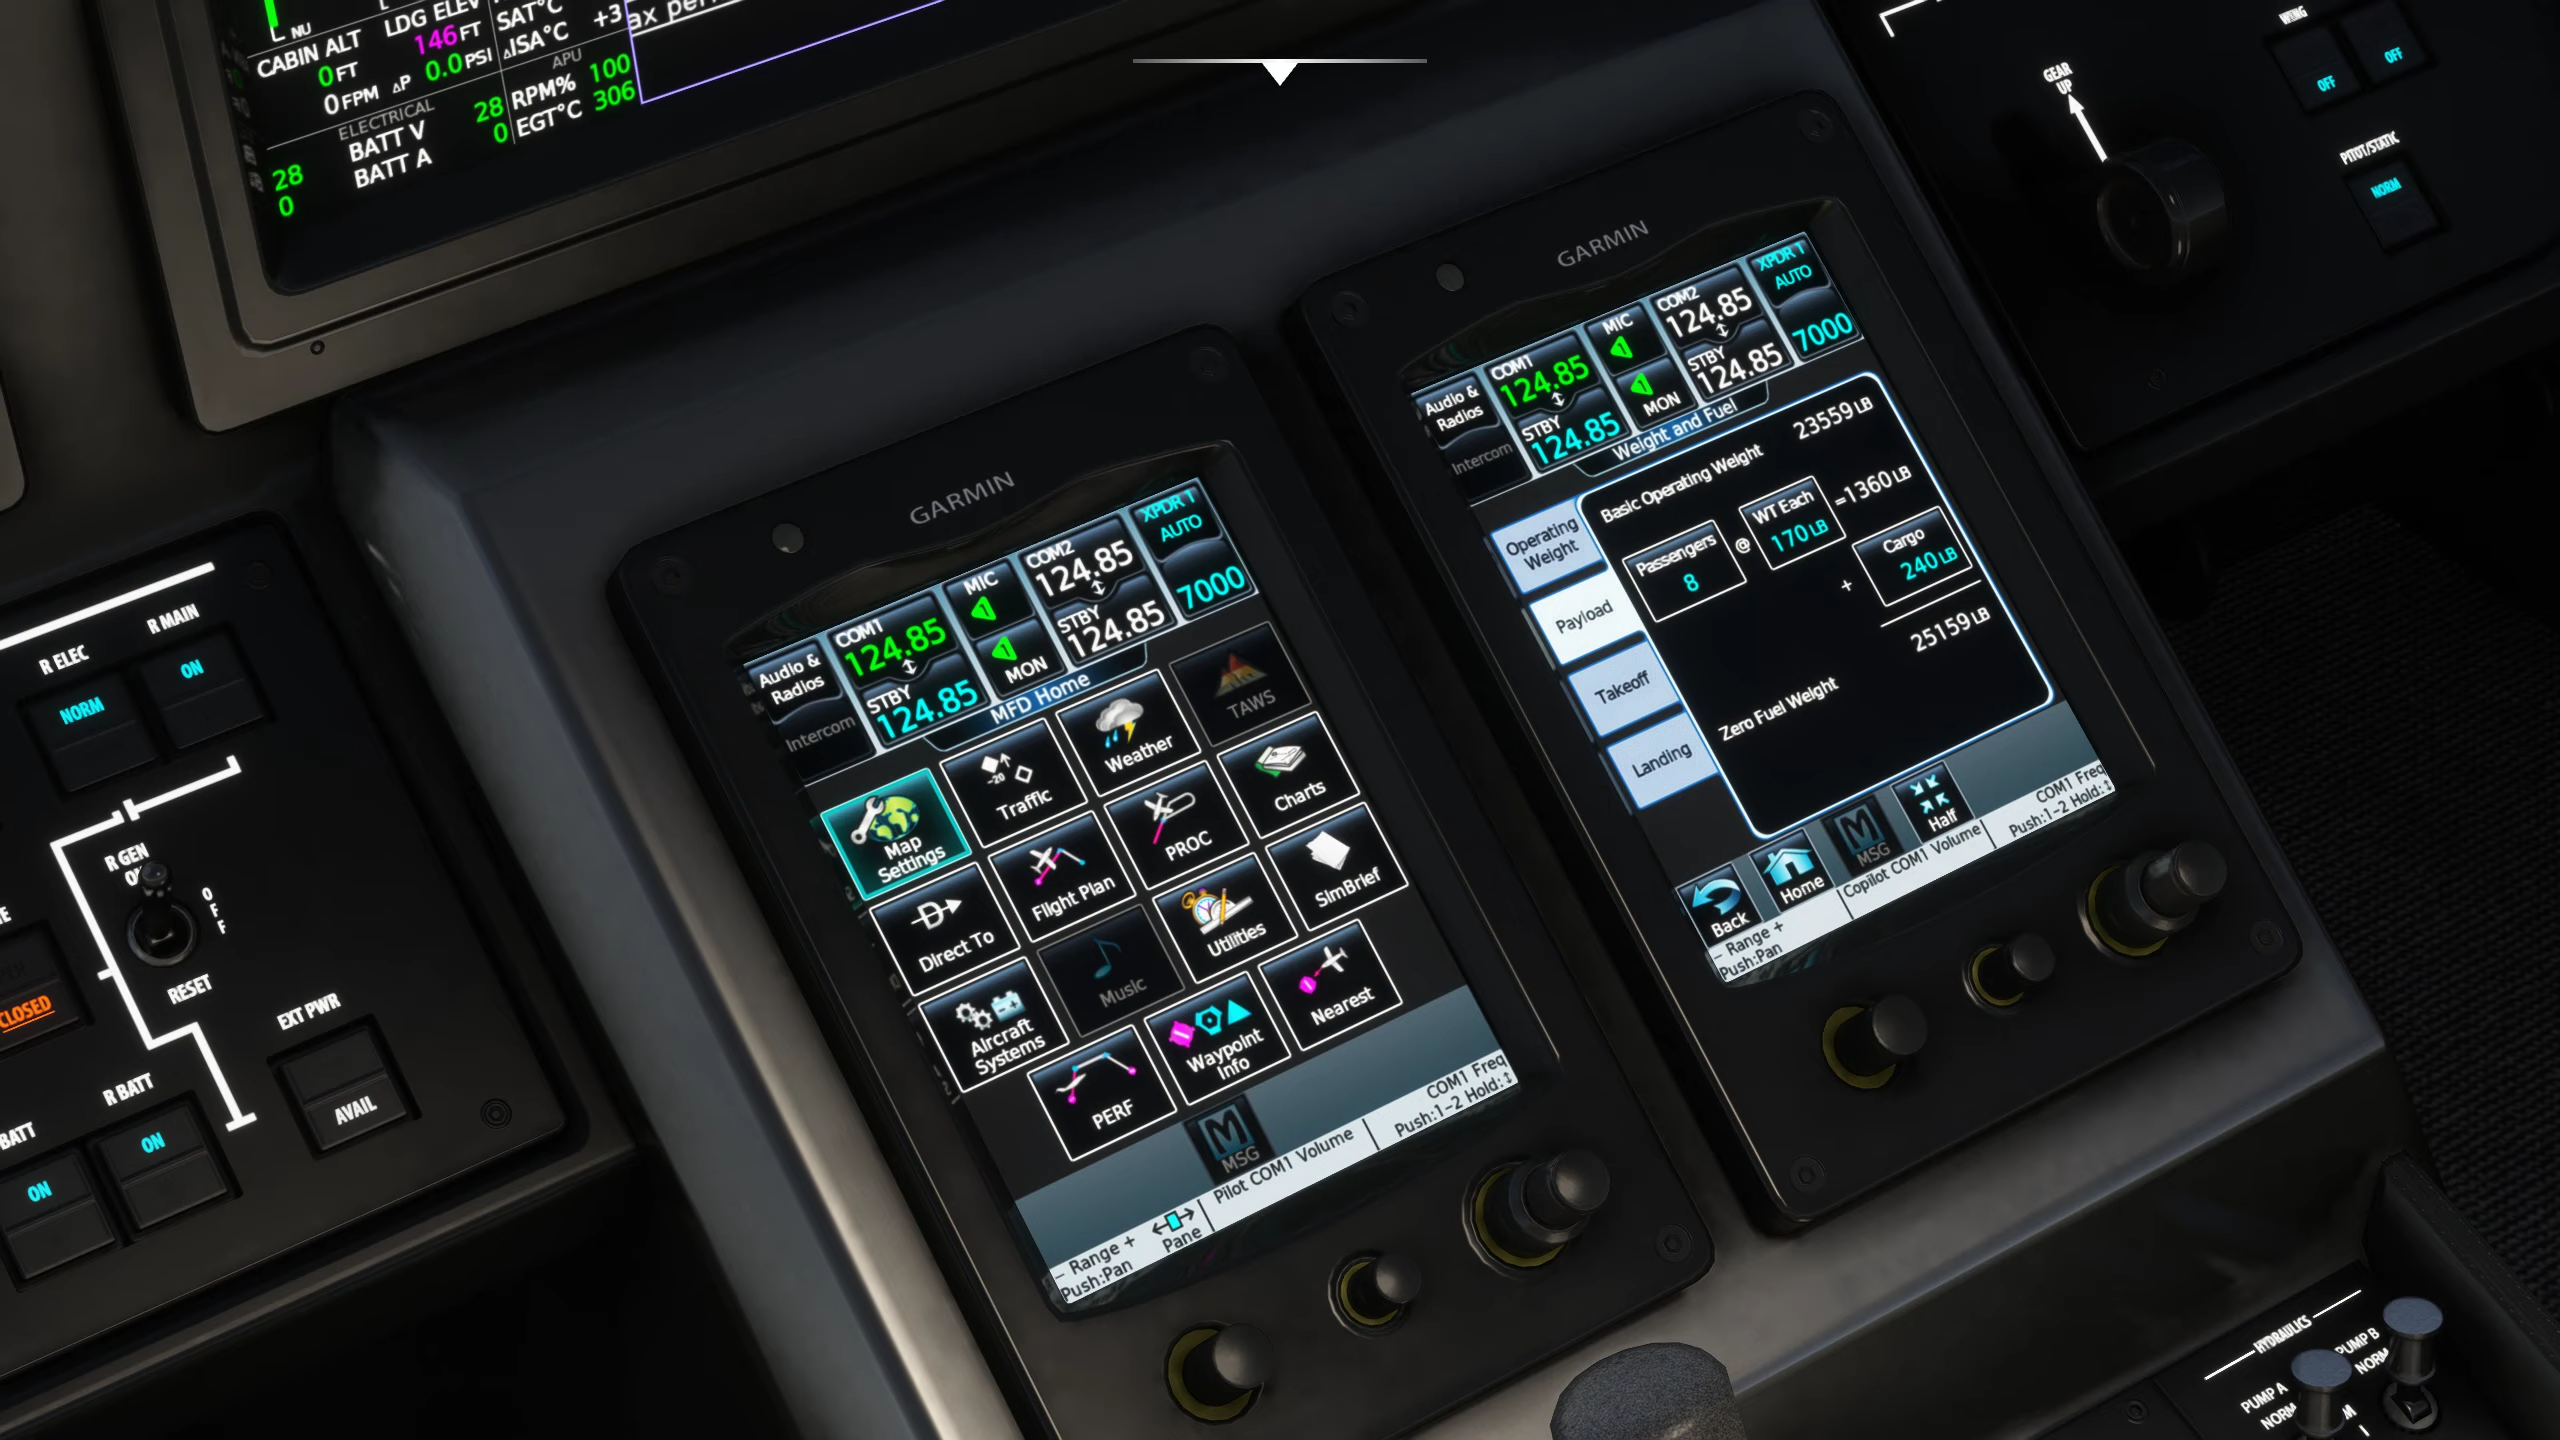 NU
CABIN ALT
0 FT
0 FPM
LDG ELEV
146 FT
ΔP 0.0 PSI
SAT°C
ΔISA°C +3
APU
RPM% 100
EGT°C 306
ELECTRICAL
28 BATT V 28
0 BATT A 0
GEAR
UP
WING
OFF
OFF
PITOT/STATIC
NORM
R ELEC
NORM
R MAIN
ON
R GEN
OFF
RESET
CLOSED
EXT PWR
AVAIL
R BATT
ON
BATT
ON
GARMIN
Audio &
Radios
Intercom
COM1
124.85
STBY
124.85
MIC
1
1
MON
COM2
124.85
STBY
124.85
XPDR 1
AUTO
7000
MFD Home
Map
Settings
Traffic
Weather
TAWS
Direct To
Flight Plan
PROC
Charts
Aircraft
Systems
Music
Utilities
SimBrief
PERF
Waypoint
Info
Nearest
MSG
– Range +
Push:Pan
Pane
Pilot COM1 Volume
COM1 Freq
Push:1–2 Hold:↕
GARMIN
Audio &
Radios
Intercom
COM1
124.85
STBY
124.85
MIC
1
1
MON
COM2
124.85
STBY
124.85
XPDR 1
AUTO
7000
Weight and Fuel
Operating
Weight
Payload
Takeoff
Landing
Basic Operating Weight 23559 LB
Passengers
8
@
WT Each
170 LB
=1360 LB
+
Cargo
240 LB
Zero Fuel Weight 25159 LB
Back
Home
MSG
Half
– Range +
Push:Pan
Copilot COM1 Volume
COM1 Freq
Push:1–2 Hold:↕
HYDRAULICS
PUMP A
NORM
PUMP B
NORM